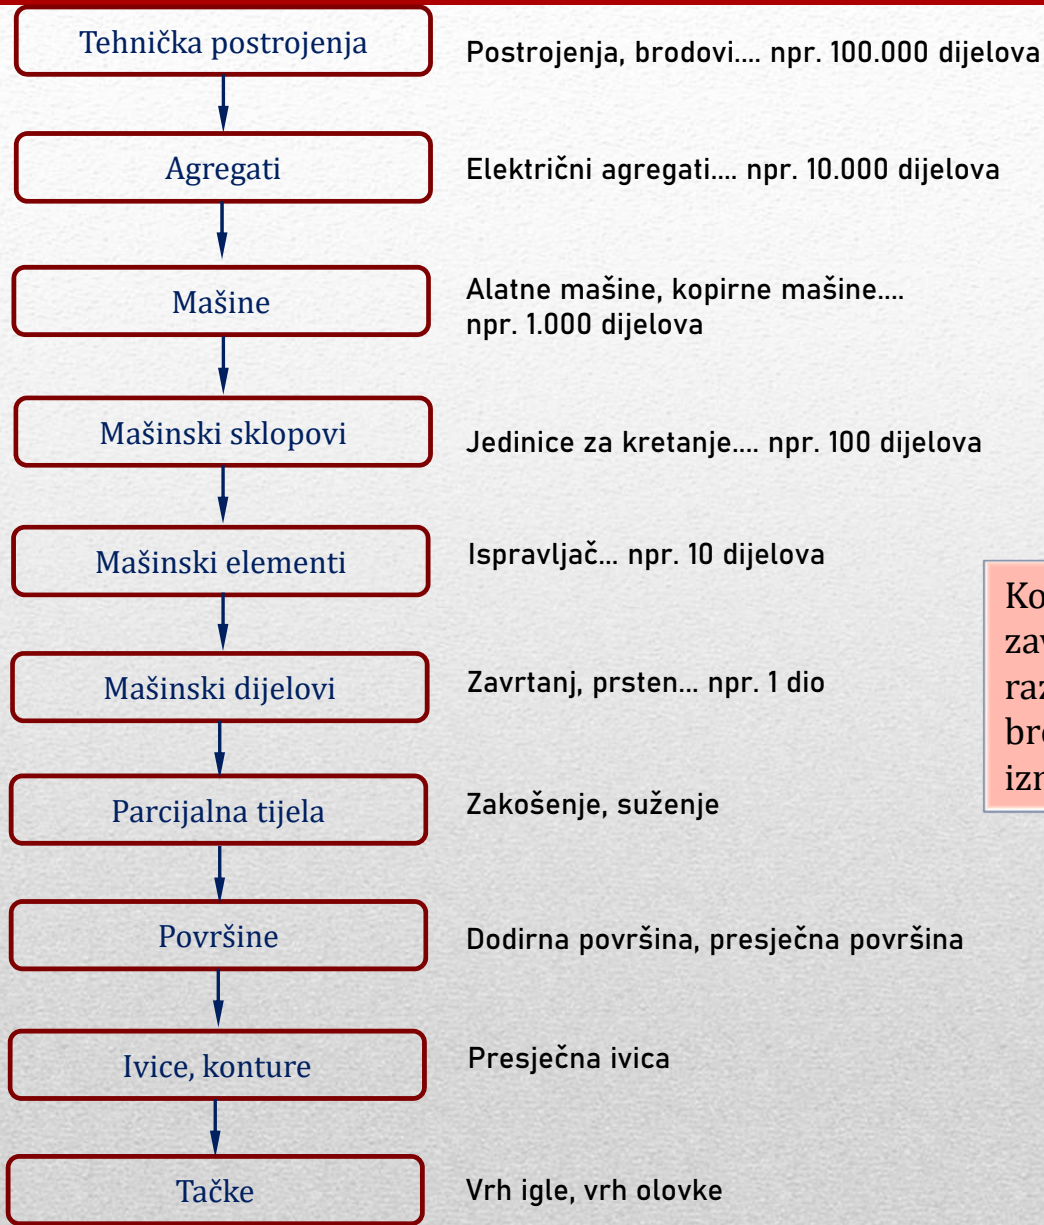 Tehnička postrojenja
Postrojenja, brodovi.... npr. 100.000 dijelova
Agregati
Električni agregati.... npr. 10.000 dijelova
Mašine
Alatne mašine, kopirne mašine....
npr. 1.000 dijelova
Mašinski sklopovi
Jedinice za kretanje.... npr. 100 dijelova
Mašinski elementi
Ispravljač... npr. 10 dijelova
Mašinski dijelovi
Zavrtanj, prsten... npr. 1 dio
Parcijalna tijela
Zakošenje, suženje
Površine
Dodirna površina, presječna površina
Ivice, konture
Presječna ivica
Tačke
Vrh igle, vrh olovke